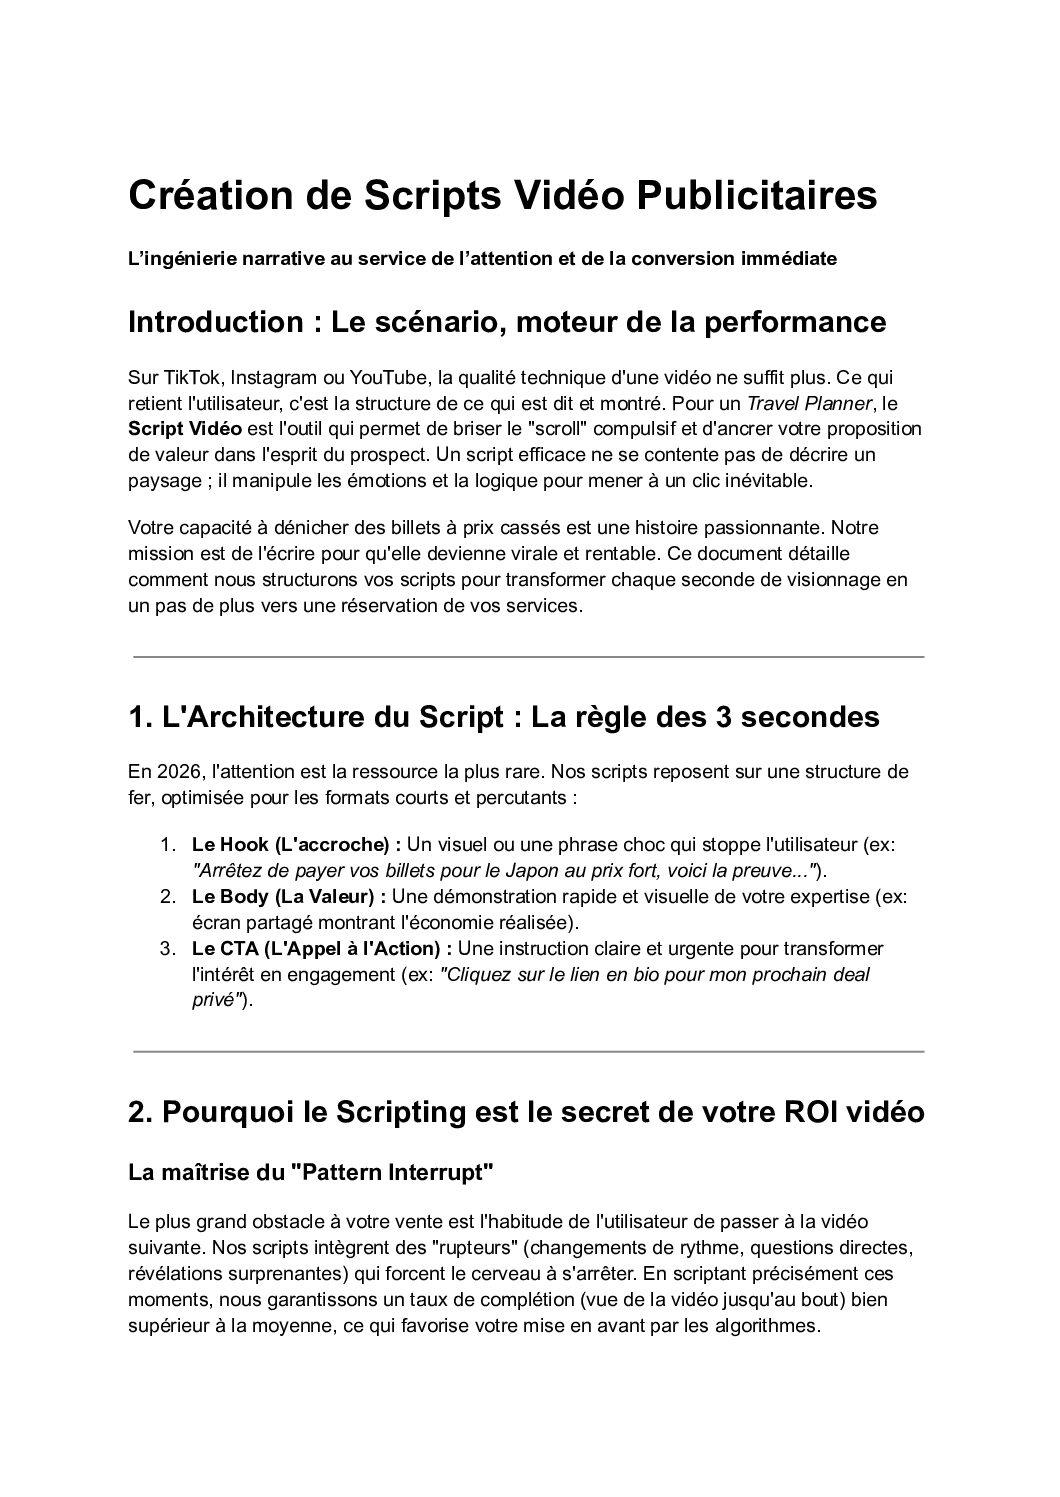 Création de Scripts Vidéo Publicitaires
L’ingénierie narrative au service de l’attention et de la conversion immédiate
Introduction : Le scénario, moteur de la performance
Sur TikTok, Instagram ou YouTube, la qualité technique d'une vidéo ne suffit plus. Ce qui
retient l'utilisateur, c'est la structure de ce qui est dit et montré. Pour un Travel Planner, le
Script Vidéo est l'outil qui permet de briser le "scroll" compulsif et d'ancrer votre proposition
de valeur dans l'esprit du prospect. Un script efficace ne se contente pas de décrire un
paysage ; il manipule les émotions et la logique pour mener à un clic inévitable.
Votre capacité à dénicher des billets à prix cassés est une histoire passionnante. Notre
mission est de l'écrire pour qu'elle devienne virale et rentable. Ce document détaille
comment nous structurons vos scripts pour transformer chaque seconde de visionnage en
un pas de plus vers une réservation de vos services.
1. L'Architecture du Script : La règle des 3 secondes
En 2026, l'attention est la ressource la plus rare. Nos scripts reposent sur une structure de
fer, optimisée pour les formats courts et percutants :
1. Le Hook (L'accroche) : Un visuel ou une phrase choc qui stoppe l'utilisateur (ex:
"Arrêtez de payer vos billets pour le Japon au prix fort, voici la preuve...").
2. Le Body (La Valeur) : Une démonstration rapide et visuelle de votre expertise (ex:
écran partagé montrant l'économie réalisée).
3. Le CTA (L'Appel à l'Action) : Une instruction claire et urgente pour transformer
l'intérêt en engagement (ex: "Cliquez sur le lien en bio pour mon prochain deal
privé").
2. Pourquoi le Scripting est le secret de votre ROI vidéo
La maîtrise du "Pattern Interrupt"
Le plus grand obstacle à votre vente est l'habitude de l'utilisateur de passer à la vidéo
suivante. Nos scripts intègrent des "rupteurs" (changements de rythme, questions directes,
révélations surprenantes) qui forcent le cerveau à s'arrêter. En scriptant précisément ces
moments, nous garantissons un taux de complétion (vue de la vidéo jusqu'au bout) bien
supérieur à la moyenne, ce qui favorise votre mise en avant par les algorithmes.